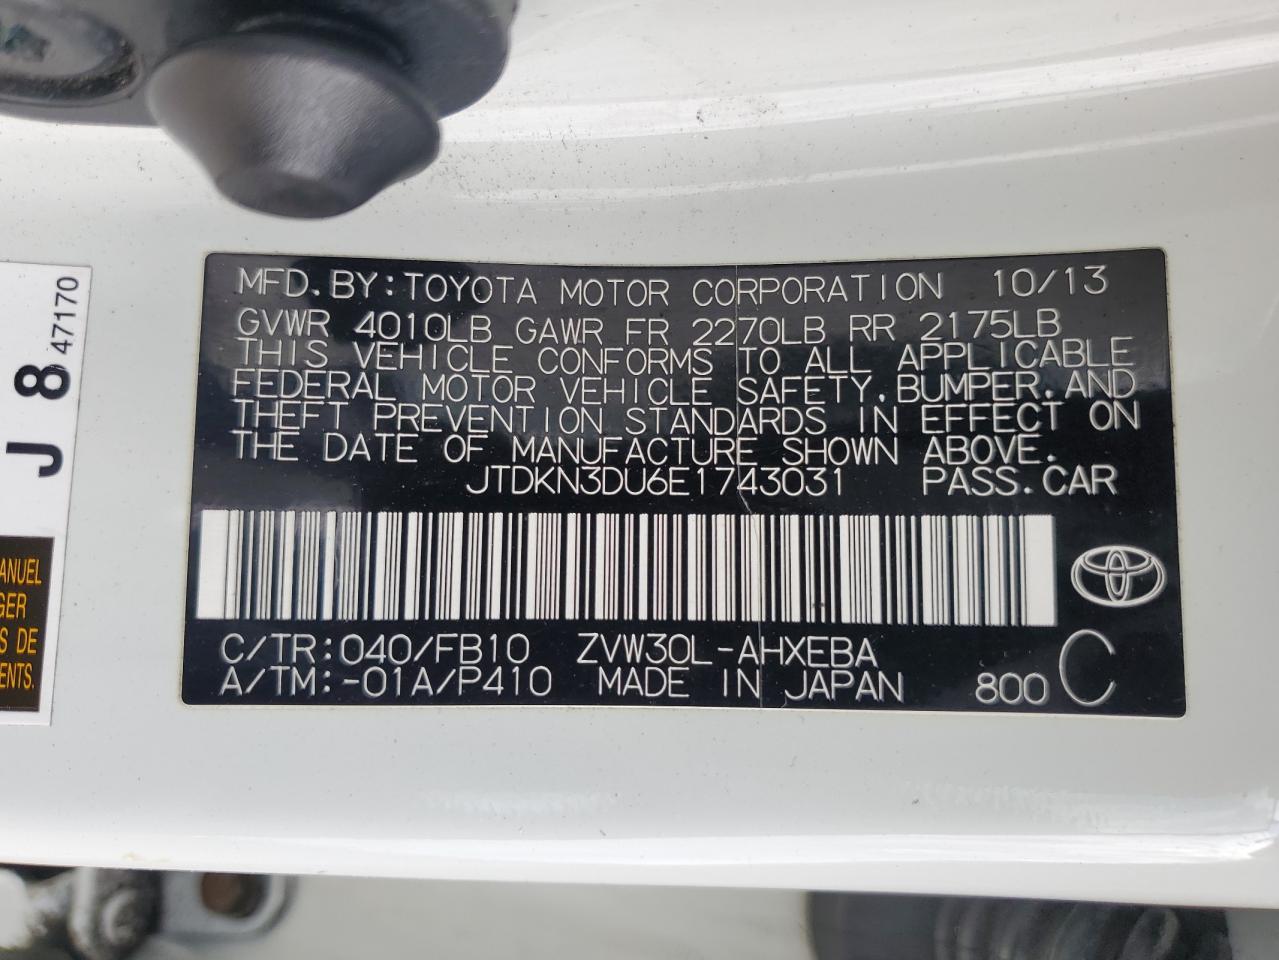 MFD. BY: TOYOTA MOTOR CORPORATION 10/13
GVWR 4010LB GAWR FR 2270LB RR 2175LB
THIS VEHICLE CONFORMS TO ALL APPLICABLE
FEDERAL MOTOR VEHICLE SAFETY, BUMPER, AND
THEFT PREVENTION STANDARDS IN EFFECT ON
THE DATE OF MANUFACTURE SHOWN ABOVE.
JTDKN3DU6E1743031 PASS. CAR
C/TR: 040/FB10 ZVW30L-AHXEBA
A/TM: -01A/P410 MADE IN JAPAN 800 C
J 8 47170
ANUEL
GER
S DE
ENTS.